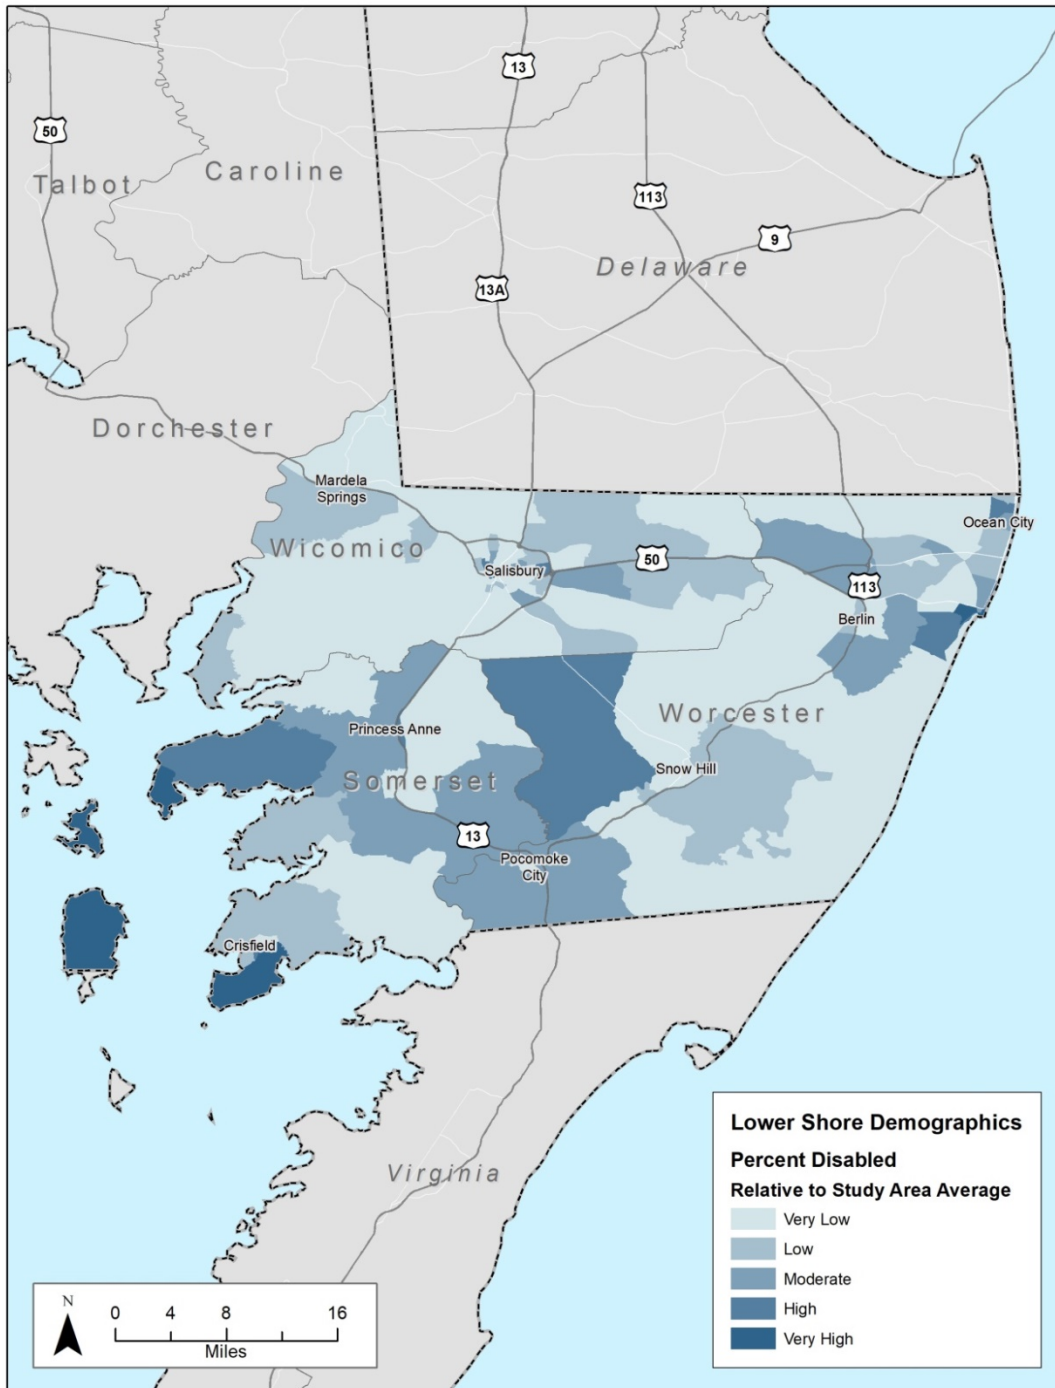 13
50
Caroline
Talbot
113
9
Delaware
13A
Dorchester
Mardela
Springs
Ocean City
Wicomico
50
Salisbury
113
Berlin
Worcester
Princess Anne
Snow Hill
Somerset
13
Pocomoke
City
Crisfield
Virginia
Lower Shore Demographics
Percent Disabled
Relative to Study Area Average
Very Low
Low
Moderate
High
Very High
N
0 4 8 16
Miles